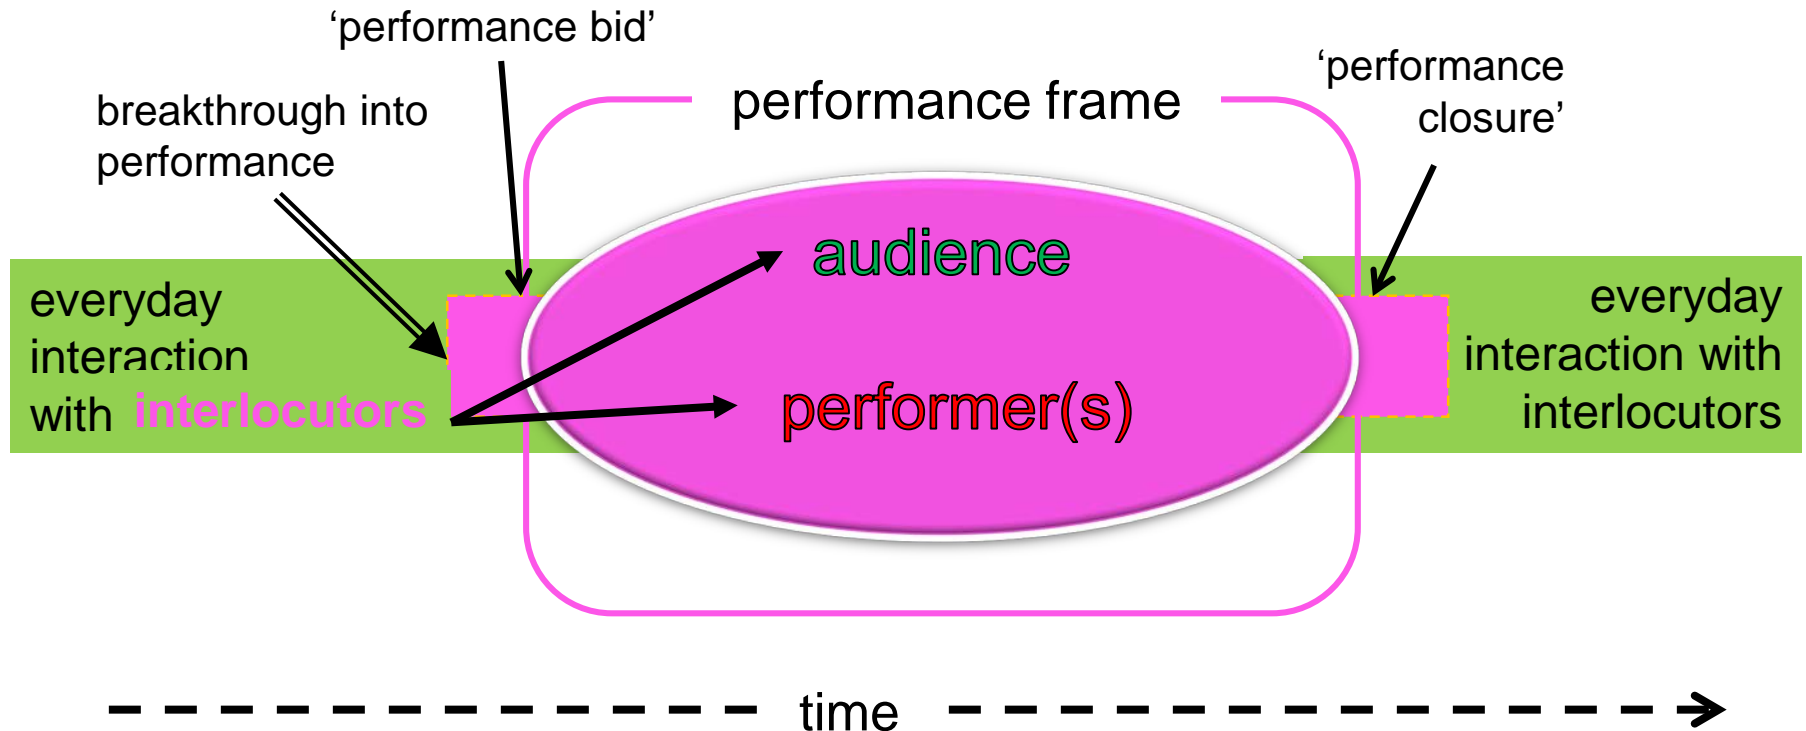 ‘performance bid’
‘performance
closure’
breakthrough into
performance
performance frame
audience
performer(s)
everyday
interaction
with interlocutors
everyday
interaction with
interlocutors
time